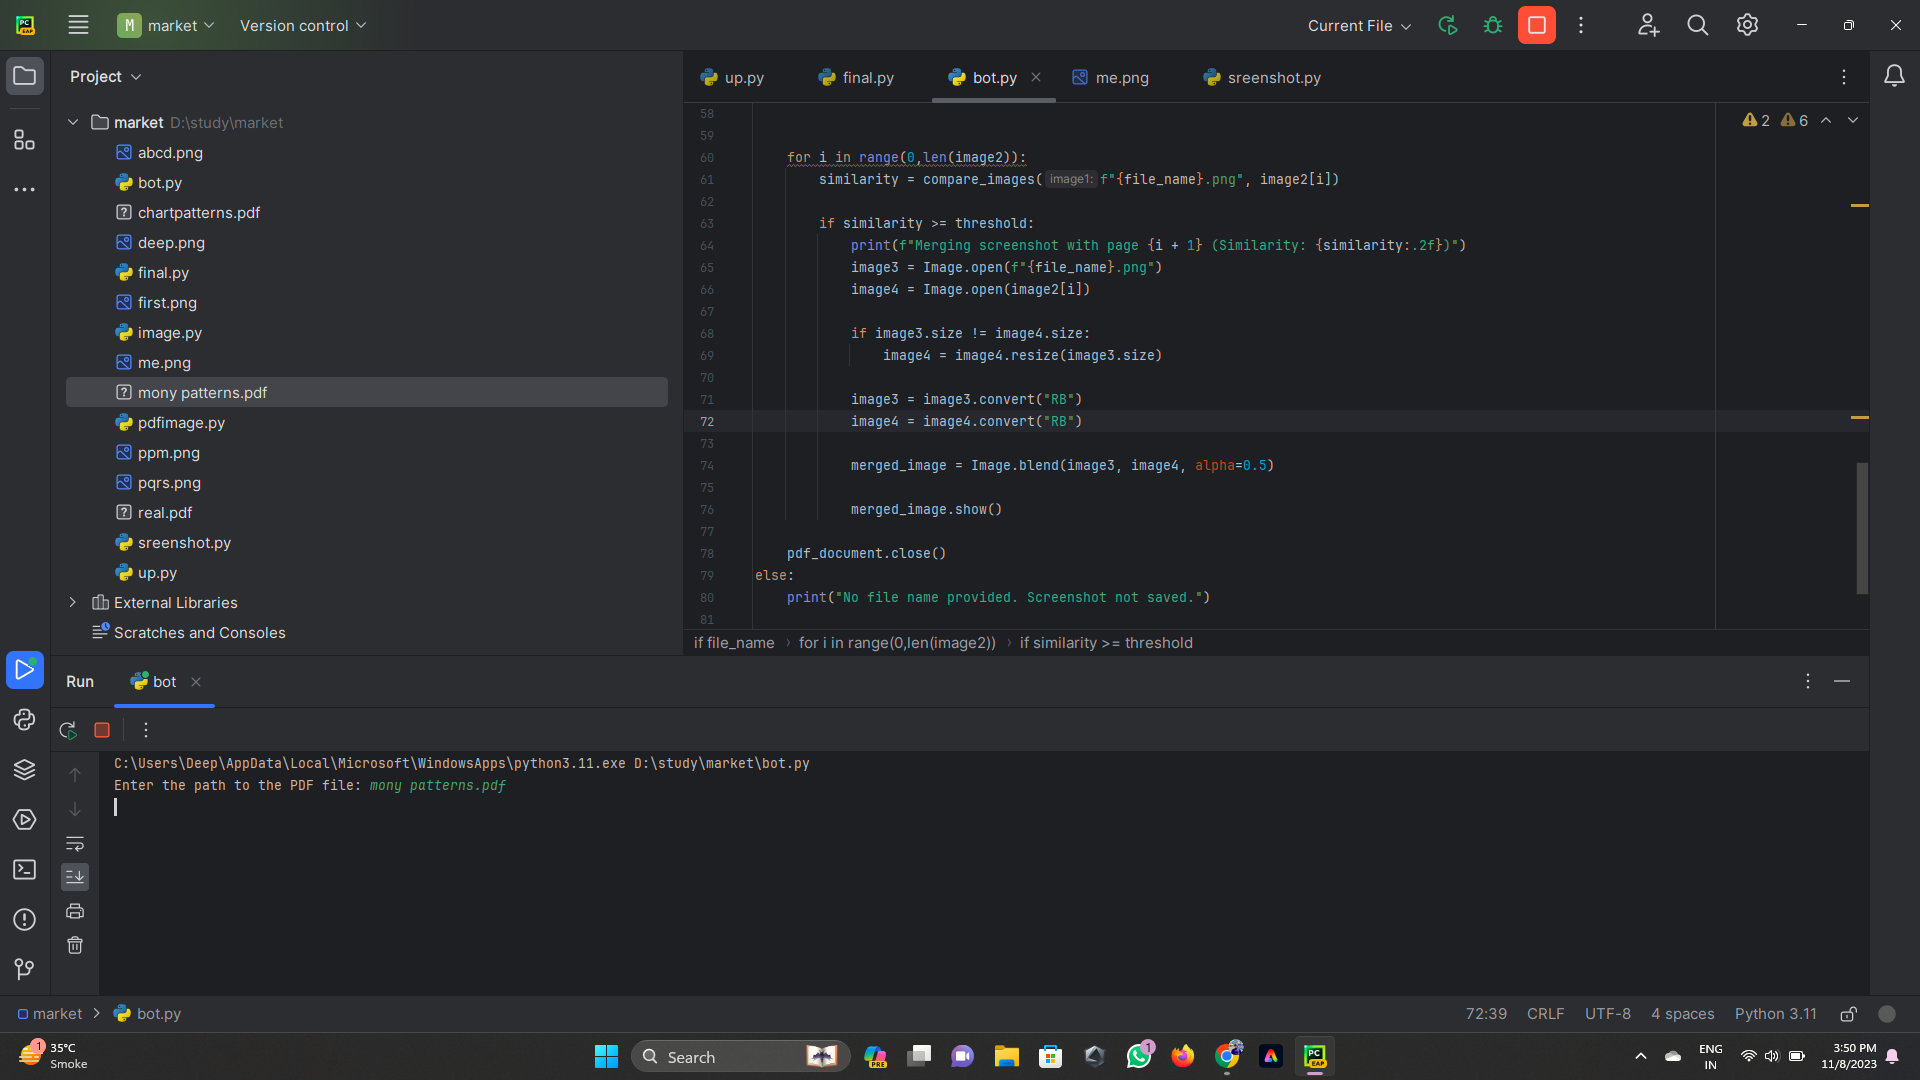 PC
EAP
M market
Version control
Current File
Project
market D:\study\market
abcd.png
bot.py
chartpatterns.pdf
deep.png
final.py
first.png
image.py
me.png
mony patterns.pdf
pdfimage.py
ppm.png
pqrs.png
real.pdf
sreenshot.py
up.py
External Libraries
Scratches and Consoles
up.py final.py bot.py me.png sreenshot.py
2 6
58
59
60 for i in range(0,len(image2)):
61 similarity = compare_images( image1: f"{file_name}.png", image2[i])
62
63 if similarity >= threshold:
64 print(f"Merging screenshot with page {i + 1} (Similarity: {similarity:.2f})")
65 image3 = Image.open(f"{file_name}.png")
66 image4 = Image.open(image2[i])
67
68 if image3.size != image4.size:
69 image4 = image4.resize(image3.size)
70
71 image3 = image3.convert("RB")
72 image4 = image4.convert("RB")
73
74 merged_image = Image.blend(image3, image4, alpha=0.5)
75
76 merged_image.show()
77
78 pdf_document.close()
79 else:
80 print("No file name provided. Screenshot not saved.")
81
if file_name › for i in range(0,len(image2)) › if similarity >= threshold
Run bot
C:\Users\Deep\AppData\Local\Microsoft\WindowsApps\python3.11.exe D:\study\market\bot.py
Enter the path to the PDF file: mony patterns.pdf
market > bot.py
72:39 CRLF UTF-8 4 spaces Python 3.11
1
35°C
Smoke
Search
PRE
1
PC
EAP
ENG
IN
3:50 PM
11/8/2023